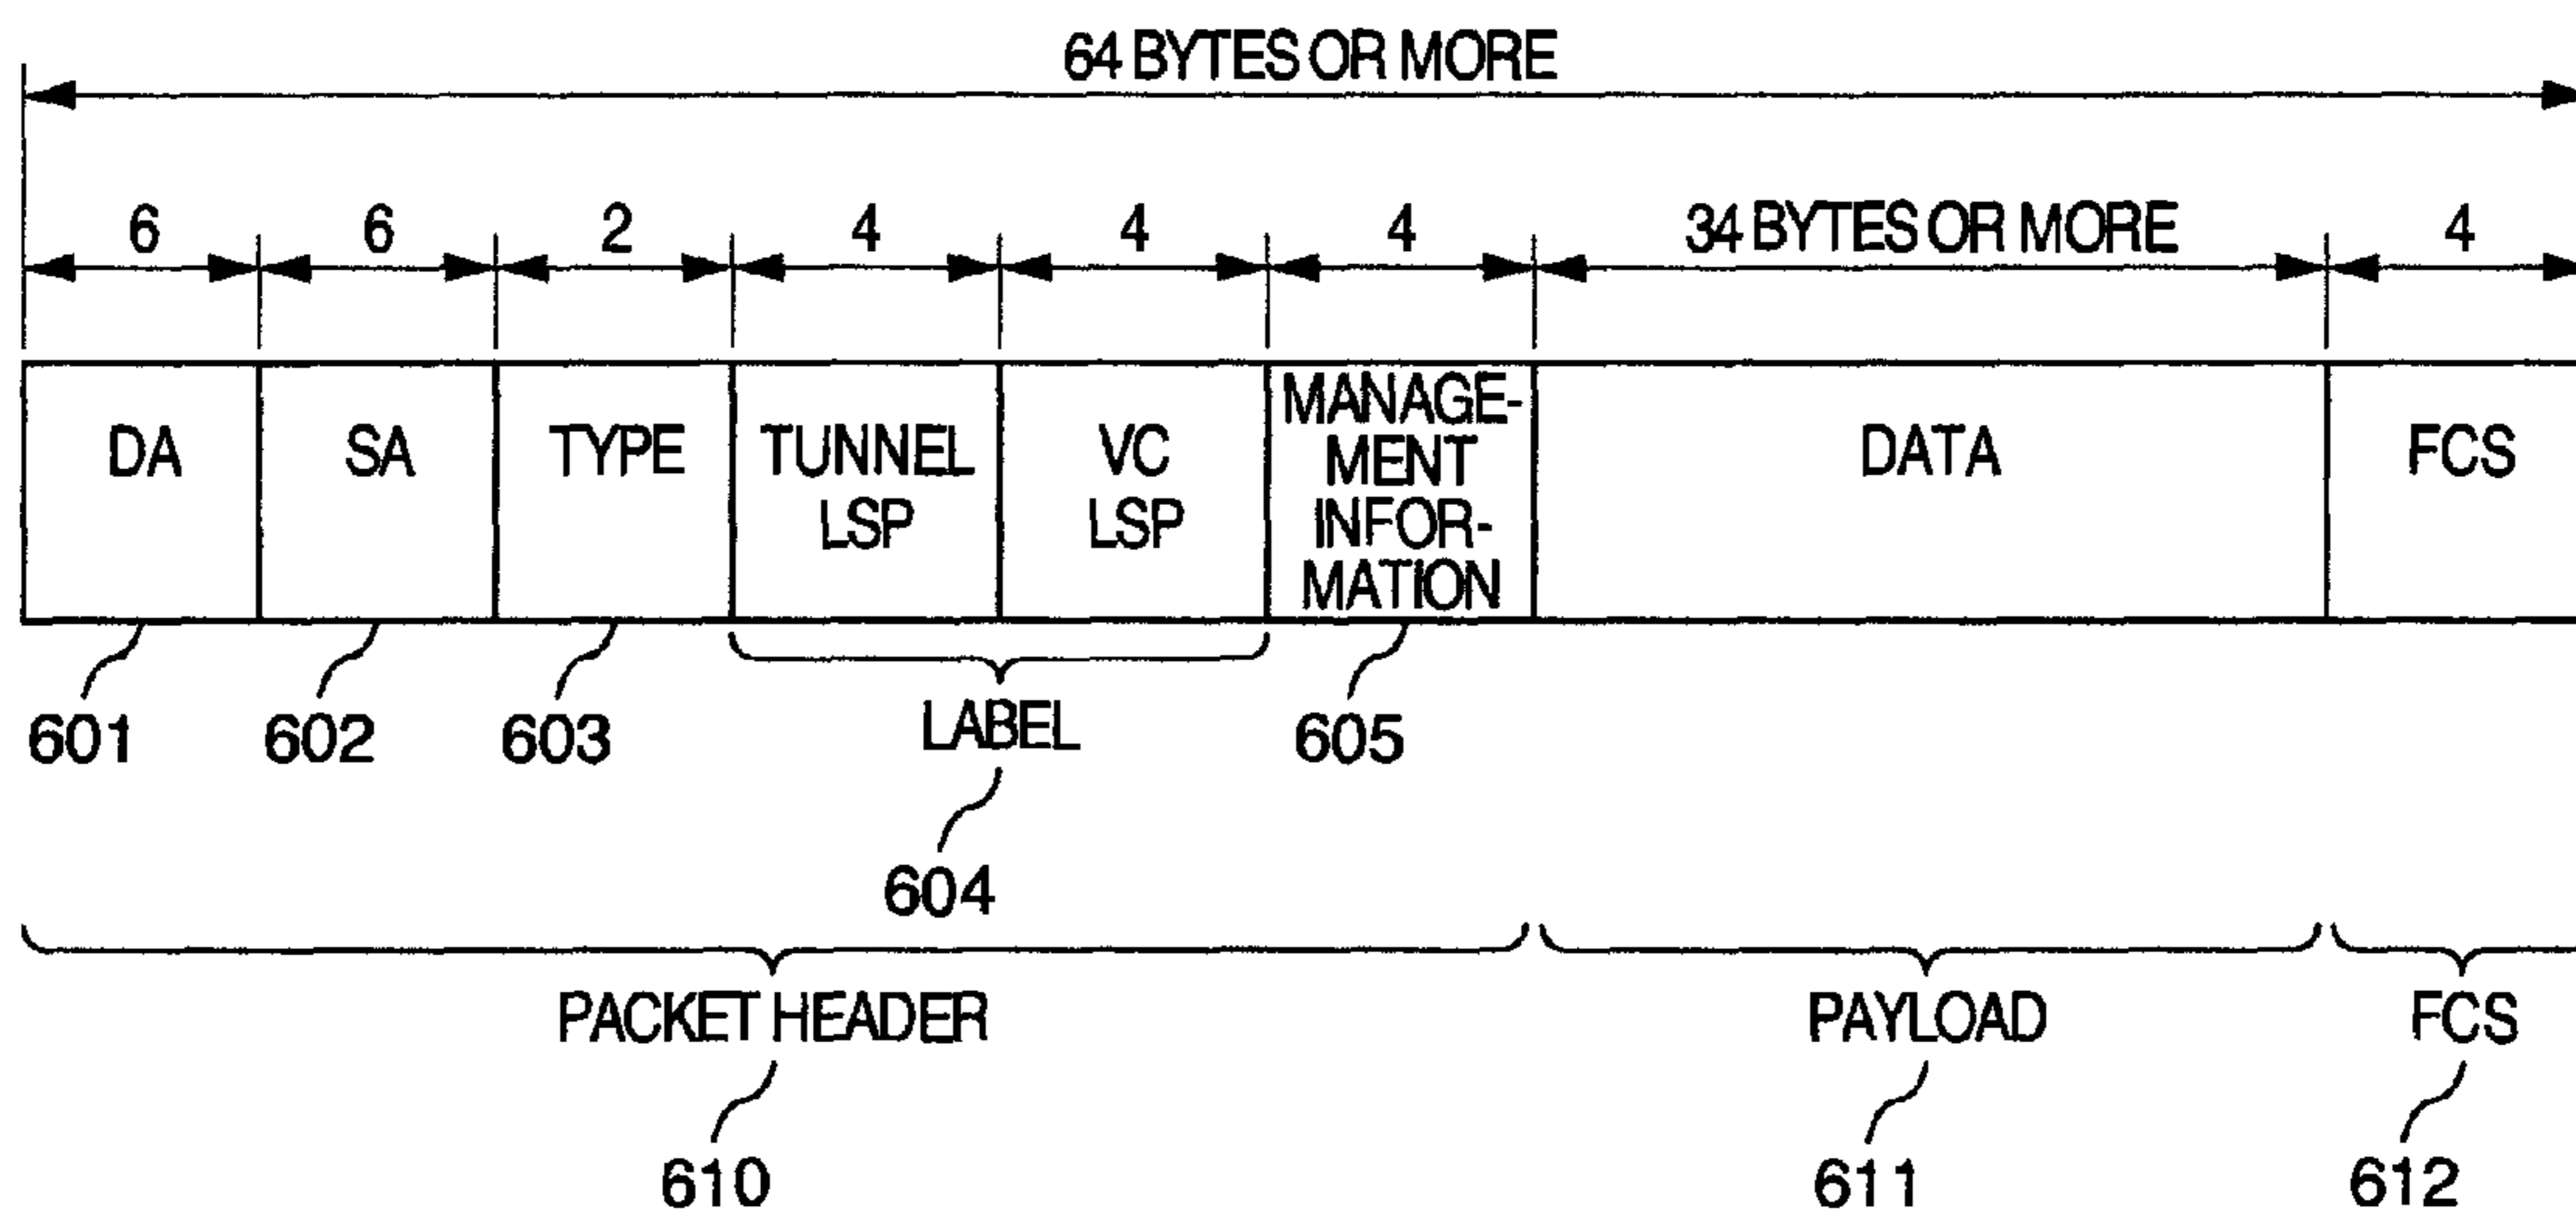 64 BYTES OR MORE
6 6 2 4 4 4 34 BYTES OR MORE 4
DA SA TYPE TUNNEL LSP VC LSP MANAGE-
MENT
INFOR-
MATION DATA FCS
601 602 603 LABEL 605
604
PACKET HEADER PAYLOAD FCS
610 611 612